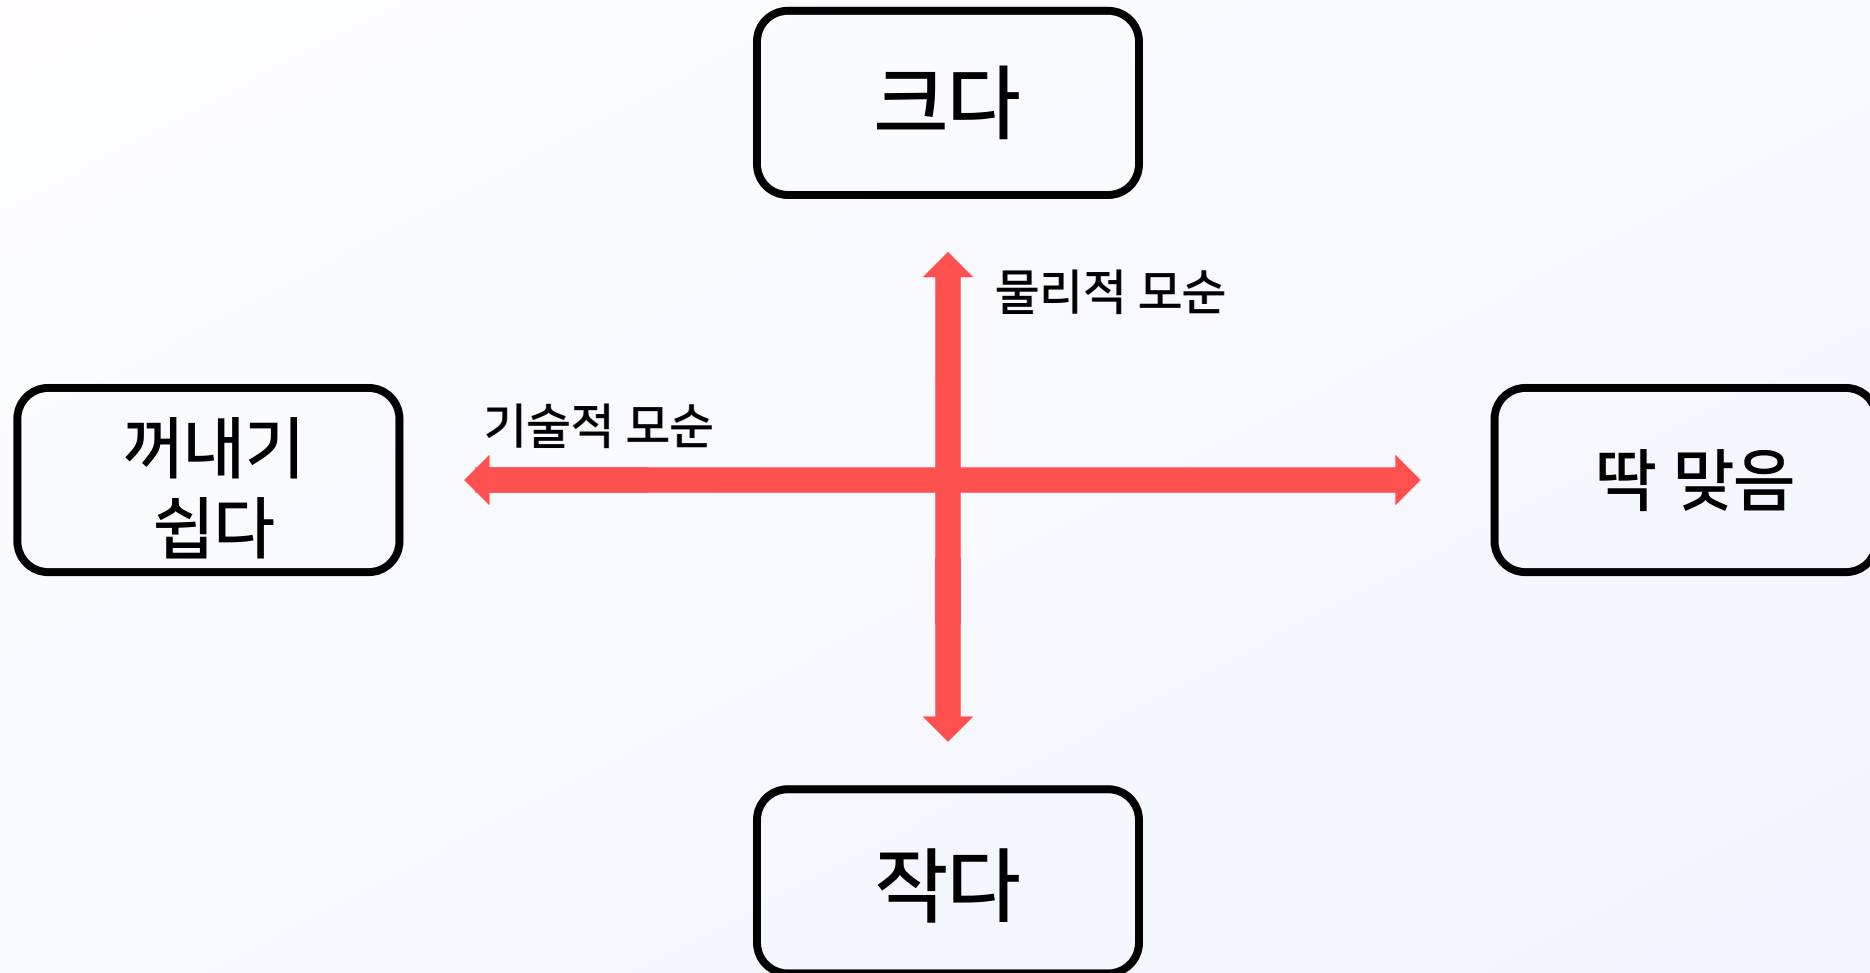 크다
물리적 모순
기술적 모순
꺼내기
쉽다
딱 맞음
작다